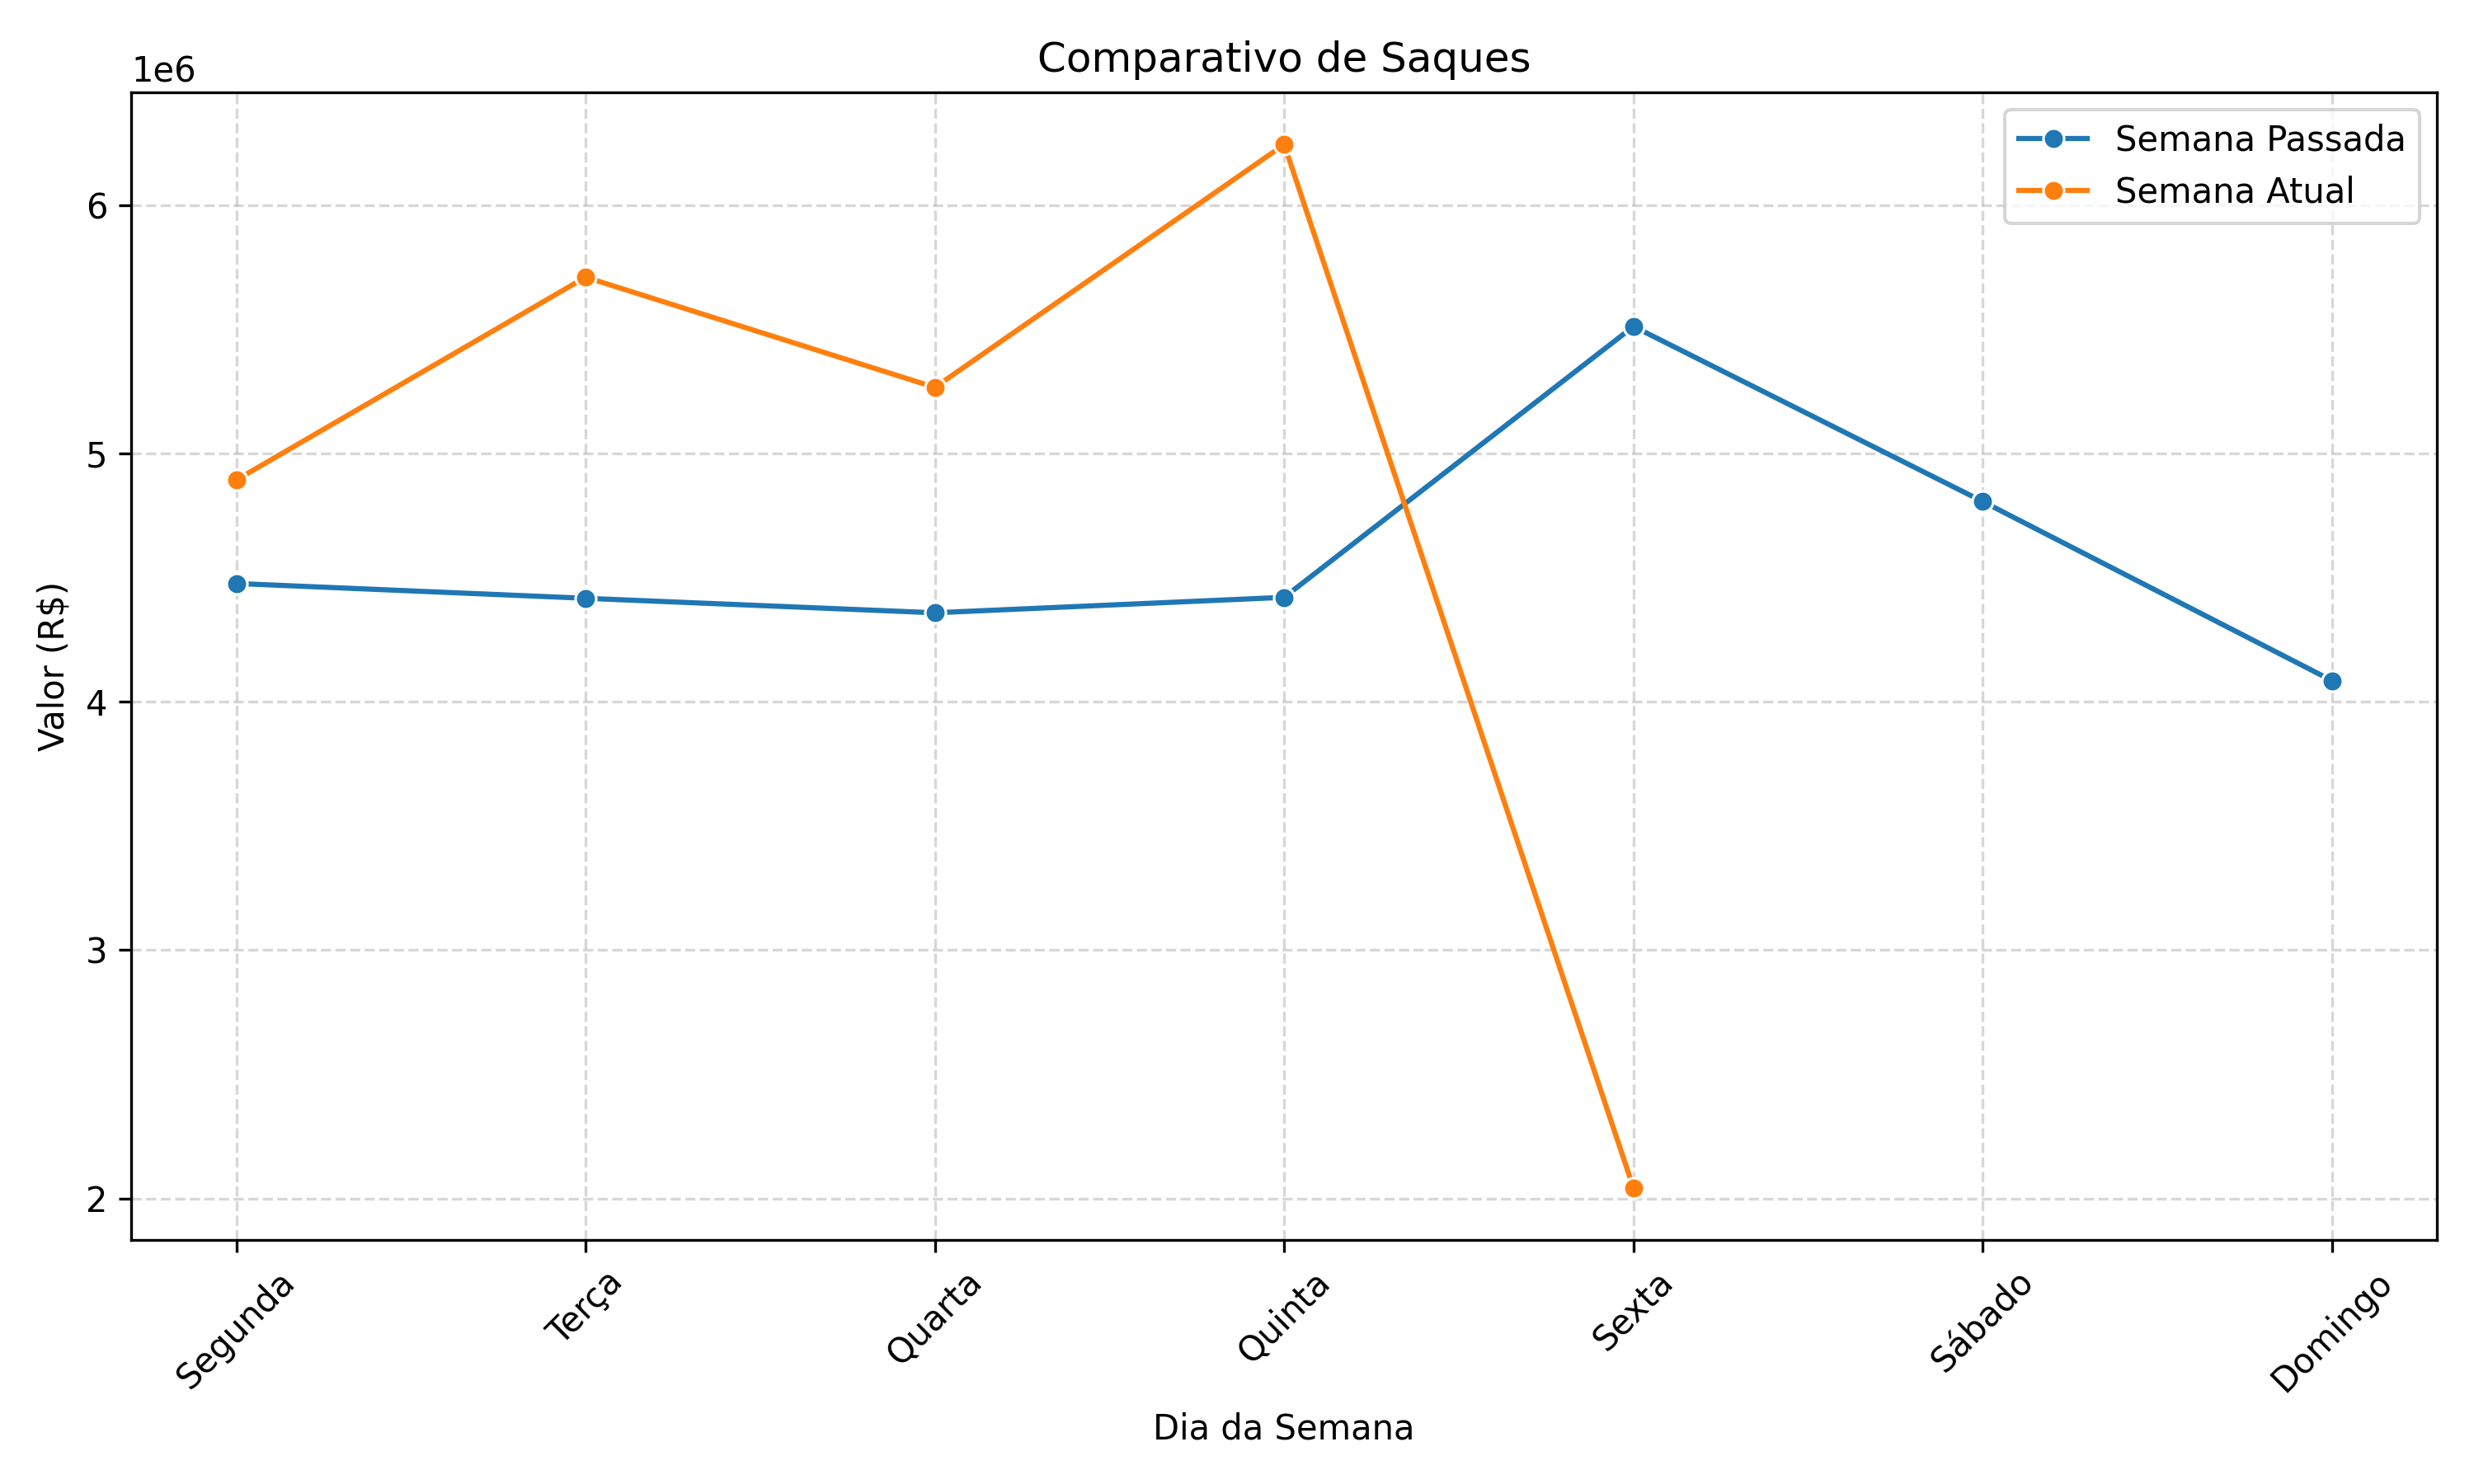 Comparativo de Saques
1e6
Semana Passada
Semana Atual
6
5
4
3
2
Valor (R$)
Segunda
Terça
Quarta
Quinta
Sexta
Sábado
Domingo
Dia da Semana